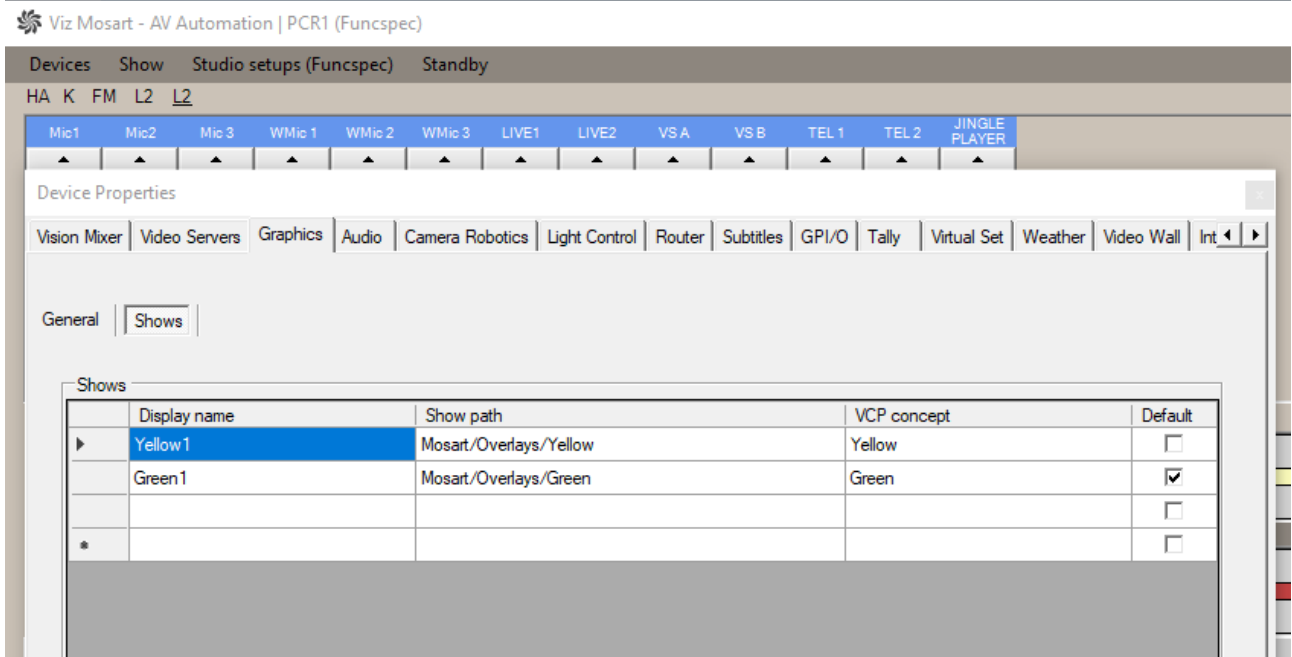 Viz Mosart - AV Automation | PCR1 (Funcspec)
Devices Show Studio setups (Funcspec) Standby
HA K FM L2 L2
Mic1 Mic2 Mic 3 WMic 1 WMic 2 WMic 3 LIVE1 LIVE2 VS A VS B TEL 1 TEL 2 JINGLE PLAYER
Device Properties
Vision Mixer Video Servers Graphics Audio Camera Robotics Light Control Router Subtitles GPI/O Tally Virtual Set Weather Video Wall Int
General Shows
Shows
Display name Show path VCP concept Default
Yellow1 Mosart/Overlays/Yellow Yellow
Green1 Mosart/Overlays/Green Green